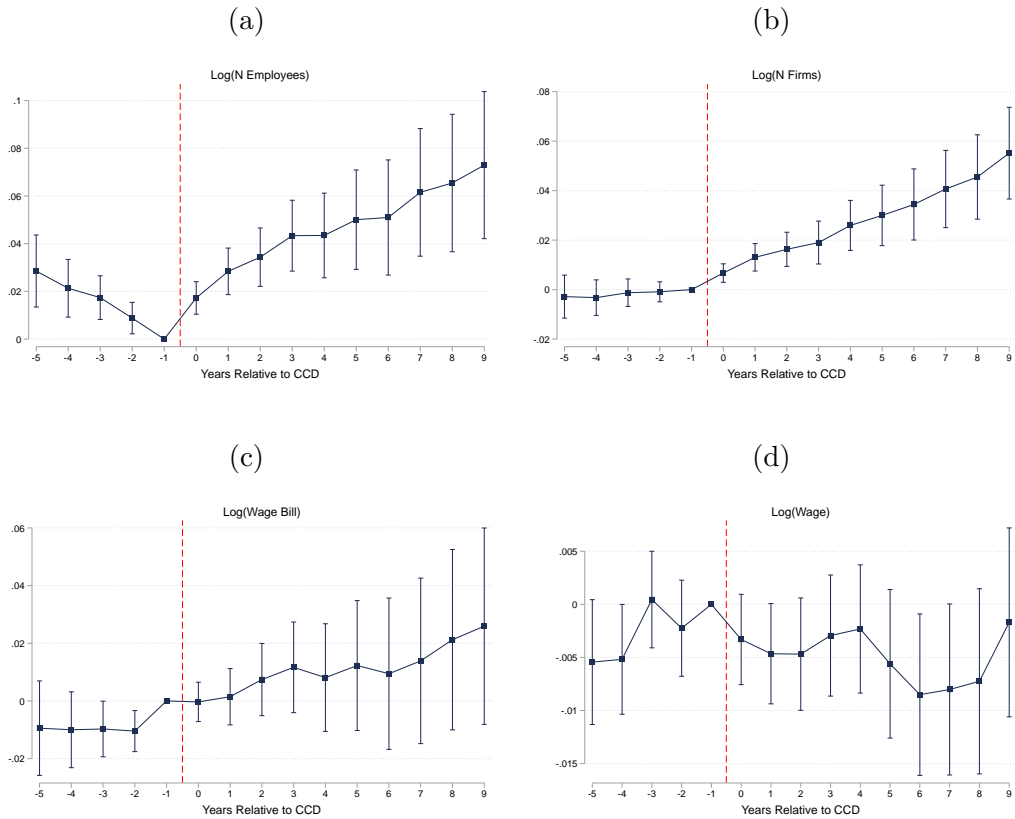 (a)
Log(N Employees)
.1
.08
.06
.04
.02
0
-5 -4 -3 -2 -1 0 1 2 3 4 5 6 7 8 9
Years Relative to CCD
(b)
Log(N Firms)
.08
.06
.04
.02
0
-.02
-5 -4 -3 -2 -1 0 1 2 3 4 5 6 7 8 9
Years Relative to CCD
(c)
Log(Wage Bill)
.06
.04
.02
0
-.02
-5 -4 -3 -2 -1 0 1 2 3 4 5 6 7 8 9
Years Relative to CCD
(d)
Log(Wage)
.005
0
-.005
-.01
-.015
-5 -4 -3 -2 -1 0 1 2 3 4 5 6 7 8 9
Years Relative to CCD